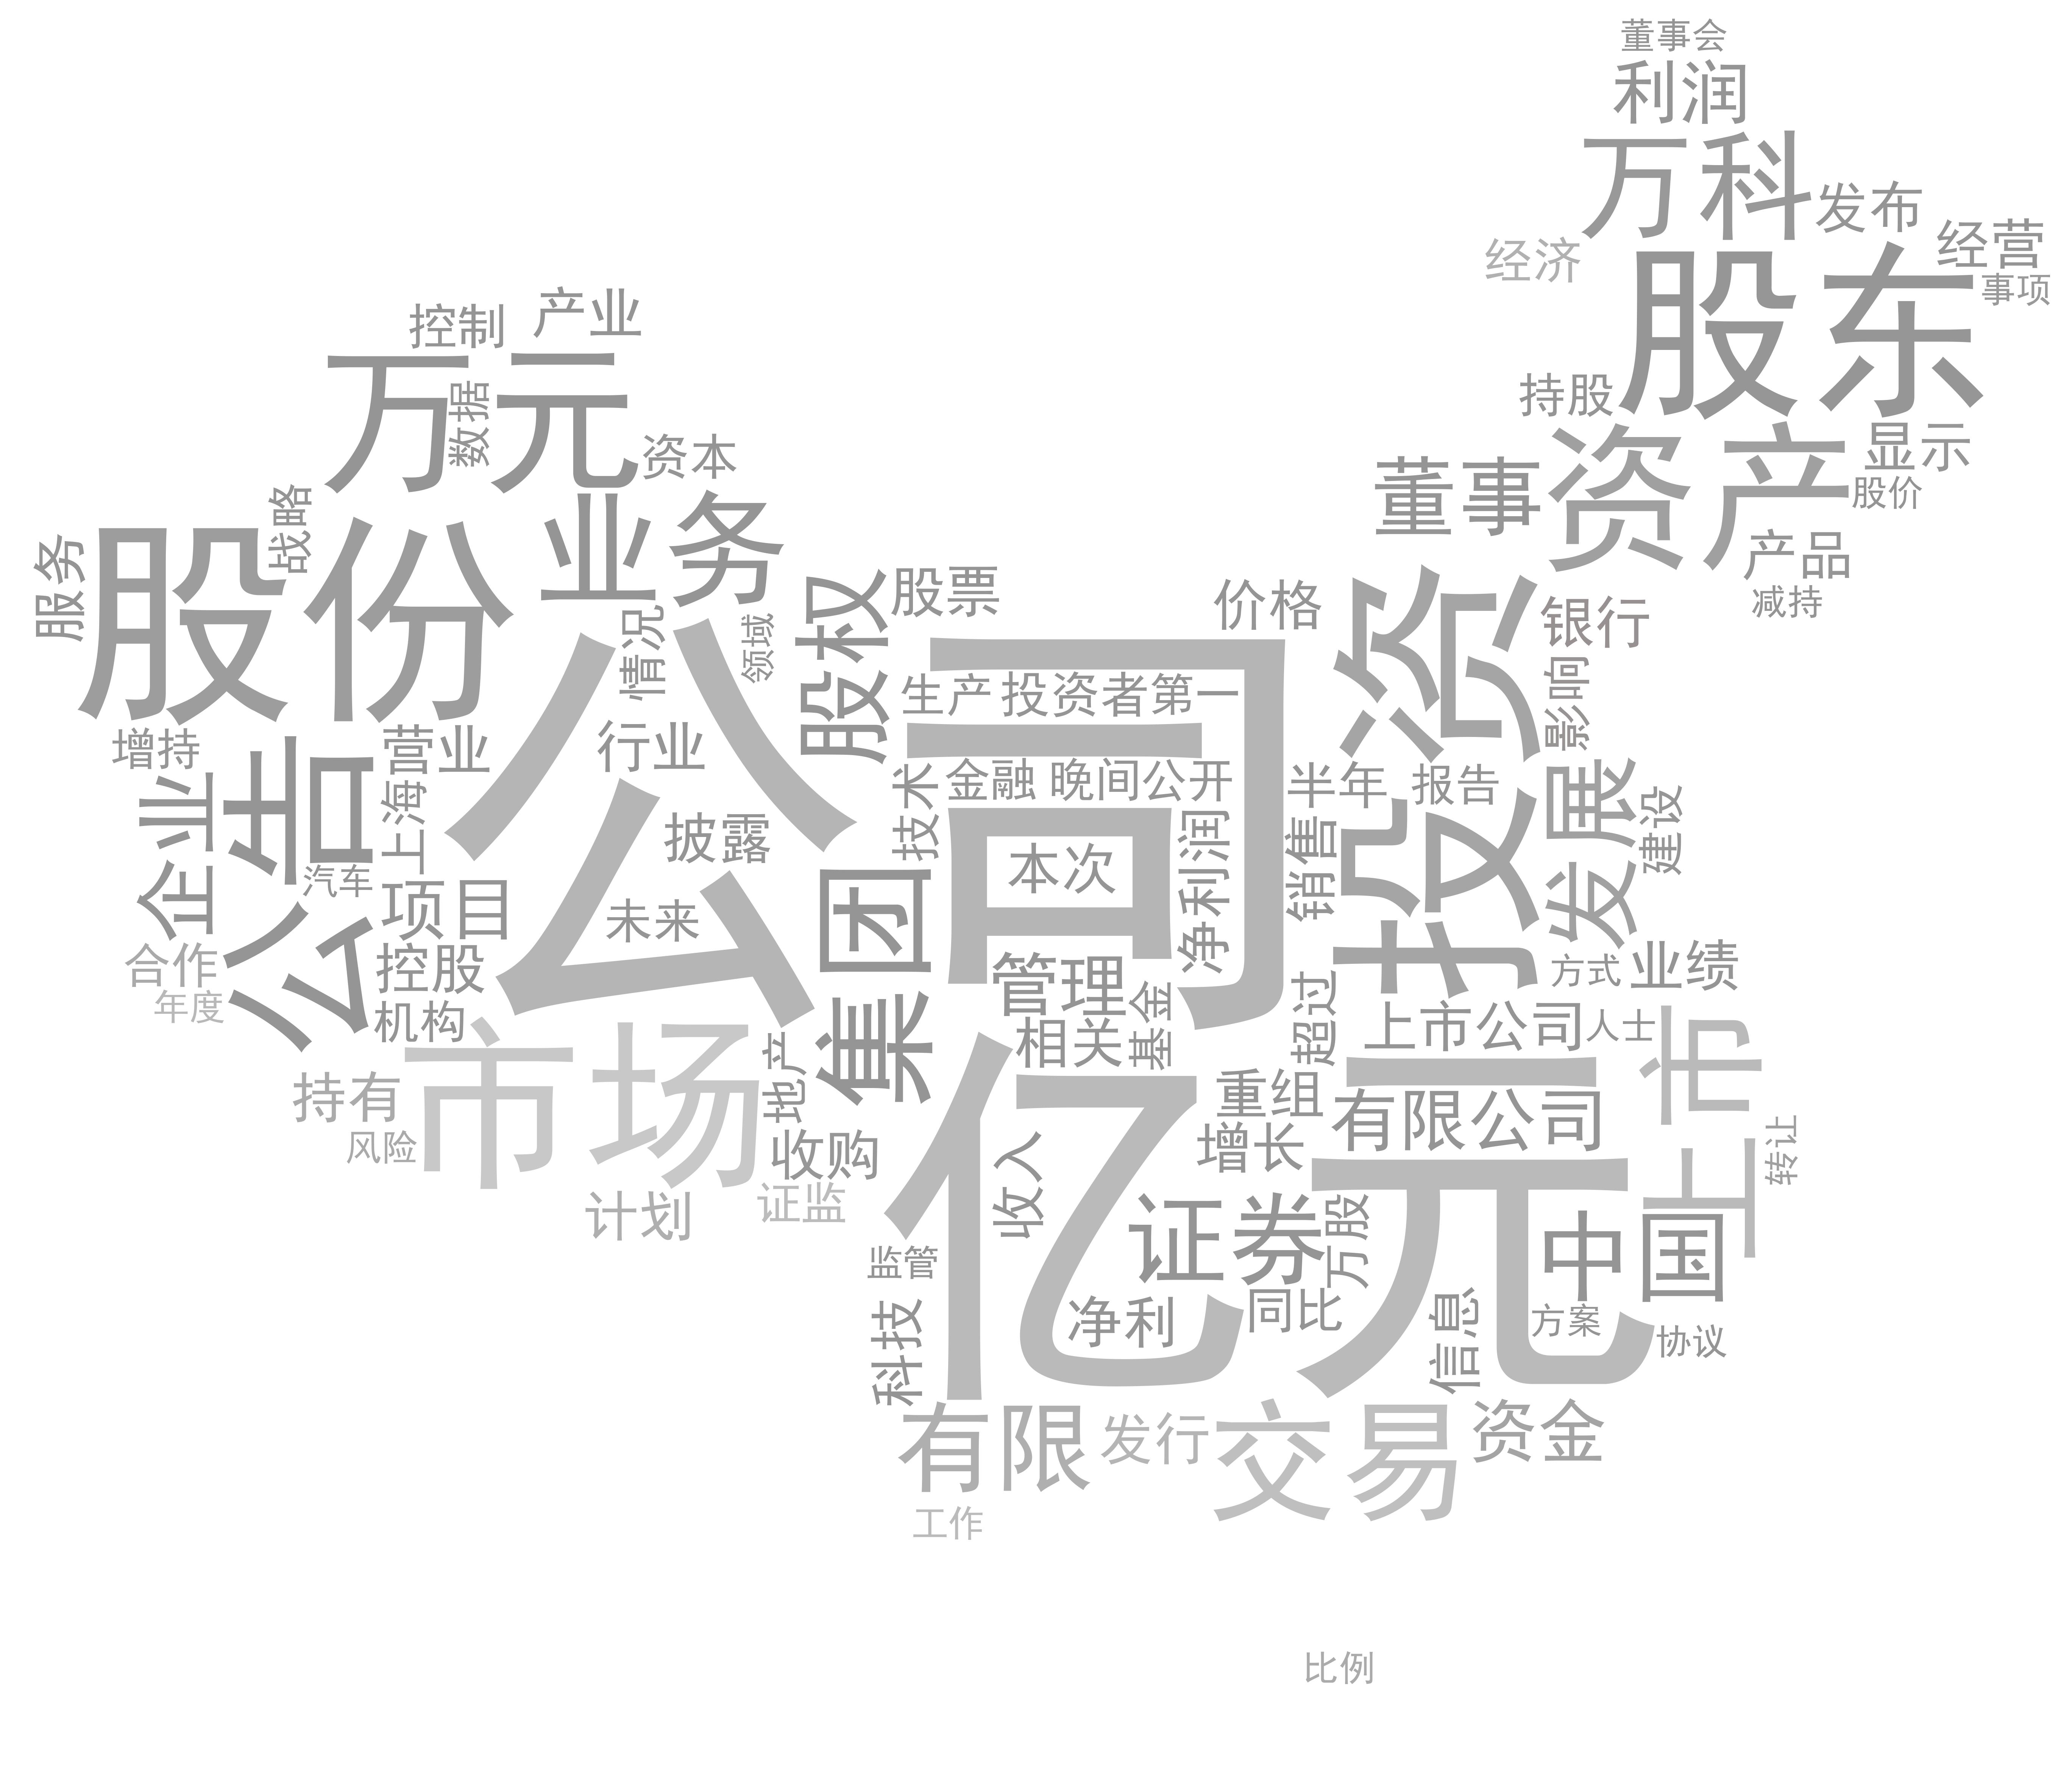 董事会
利润
万科
发布
经营
经济
事项
股东
控制
产业
万元
数据
持股
资本
显示
资产
董事
股价
战略
业务
股份
服务
产品
减持
股票
价格
股权
银行
情况
领域
公司
资
影响
生产
投资者
第一
增持
营业
行业
企业
公告
上海
金融
晚间
公开
半年
报告
技术
投资
发展
建设
披露
本次
净利润
销售
汽车
项目
未来
集团
合作
控股
管理
方式
业绩
年度
机构
基金
相关
超过
上市公司
人士
市场
地产
亿元
持有
重组
有限公司
上市
风险
收购
收入
增长
转让
计划
证监
证券
万股
中国
监管
净利
同比
信息
方案
协议
科技
有限
发行
交易
资金
工作
比例